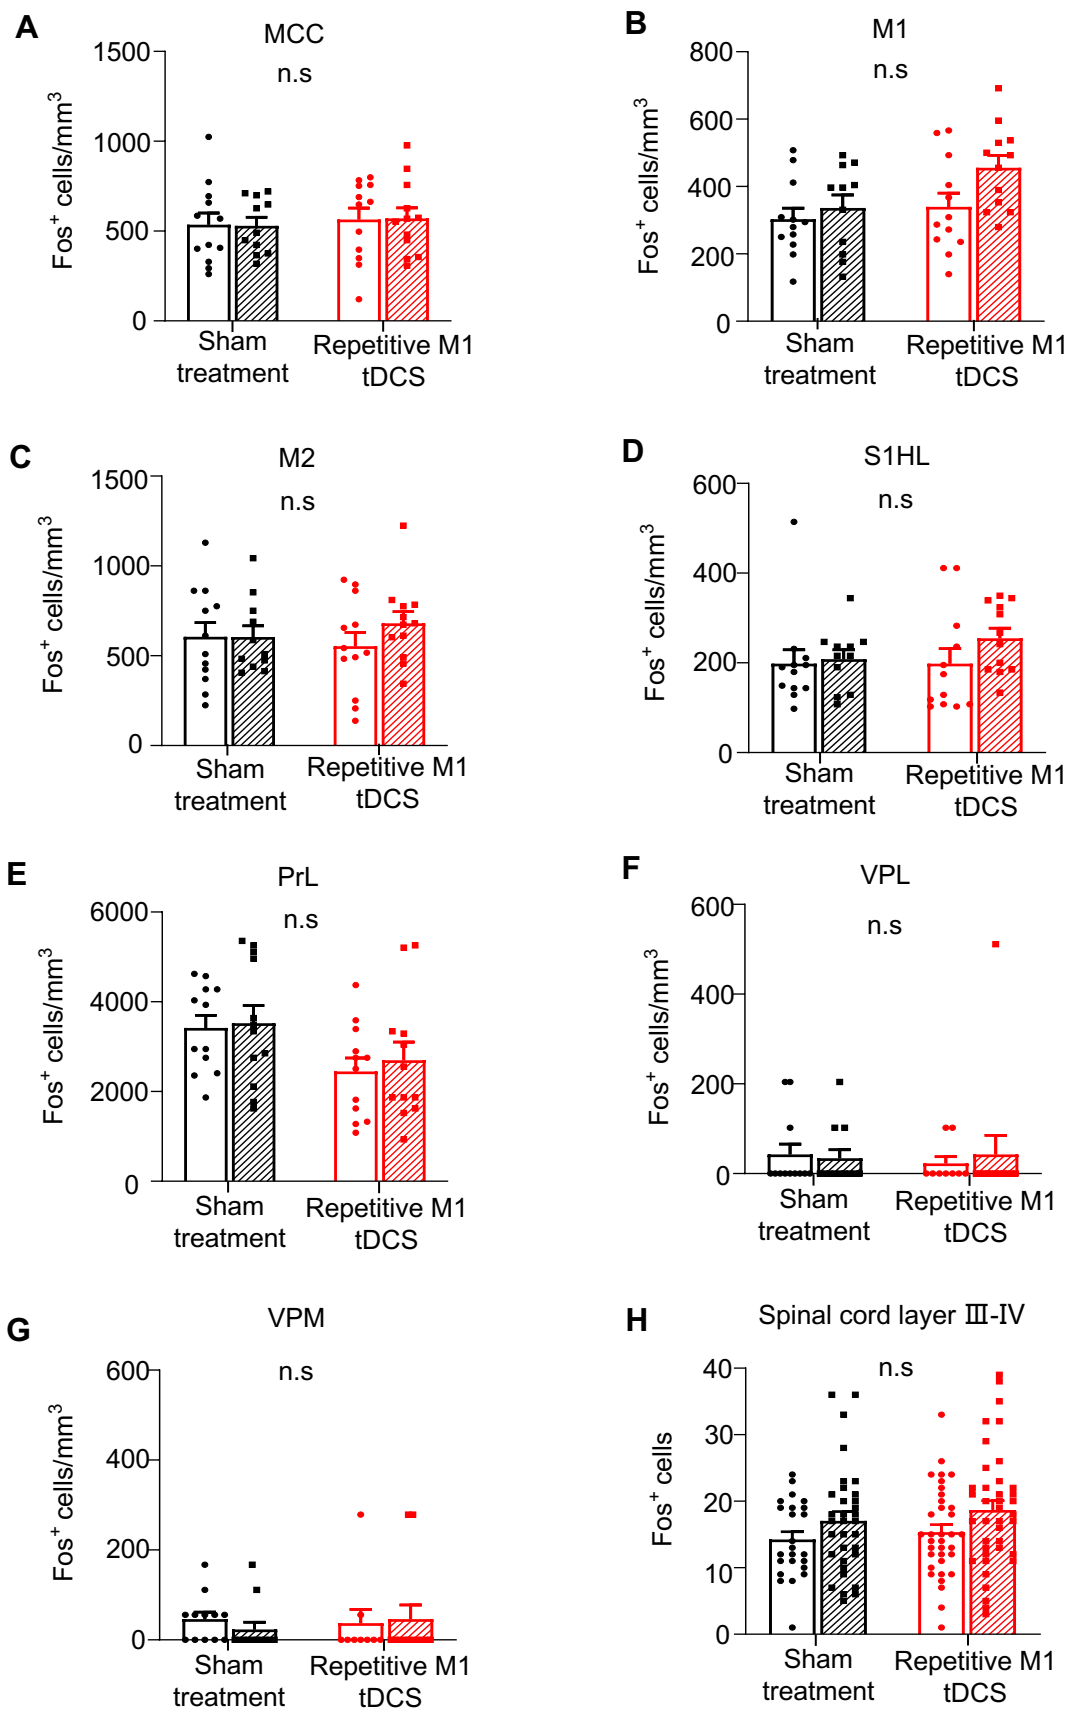 A
MCC
n.s
Fos⁺ cells/mm³
1500
1000
500
0
Sham
treatment
Repetitive M1
tDCS
B
M1
n.s
Fos⁺ cells/mm³
800
600
400
200
0
Sham
treatment
Repetitive M1
tDCS
C
M2
n.s
Fos⁺ cells/mm³
1500
1000
500
0
Sham
treatment
Repetitive M1
tDCS
D
S1HL
n.s
Fos⁺ cells/mm³
600
400
200
0
Sham
treatment
Repetitive M1
tDCS
E
PrL
n.s
Fos⁺ cells/mm³
6000
4000
2000
0
Sham
treatment
Repetitive M1
tDCS
F
VPL
n.s
Fos⁺ cells/mm³
600
400
200
0
Sham
treatment
Repetitive M1
tDCS
G
VPM
n.s
Fos⁺ cells/mm³
600
400
200
0
Sham
treatment
Repetitive M1
tDCS
H
Spinal cord layer Ⅲ-Ⅳ
n.s
Fos⁺ cells
40
30
20
10
0
Sham
treatment
Repetitive M1
tDCS